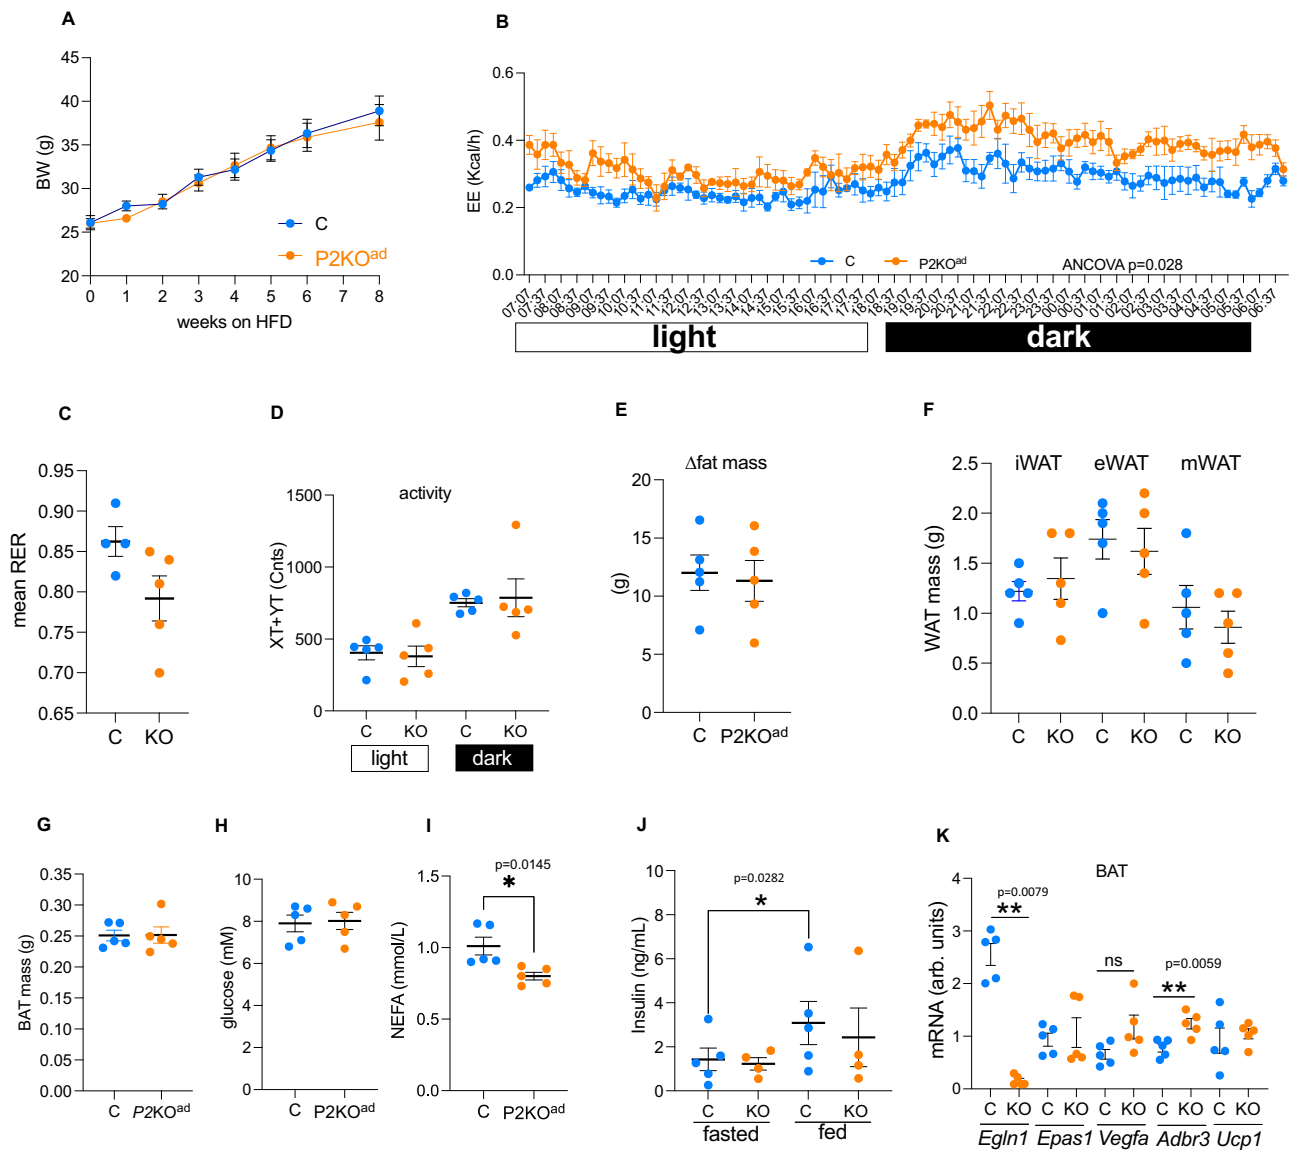 A
BW (g)
45
40
35
30
25
20
0 1 2 3 4 5 6 7 8
weeks on HFD
C
P2KOad
B
EE (Kcal/h)
0.6
0.4
0.2
0.0
C P2KOad ANCOVA p=0.028
07:07 07:37 08:07 08:37 09:07 09:37 10:07 10:37 11:07 11:37 12:07 12:37 13:07 13:37 14:07 14:37 15:07 15:37 16:07 16:37 17:07 17:37 18:07 18:37 19:07 19:37 20:07 20:37 21:07 21:37 22:07 22:37 23:07 23:37 00:07 00:37 01:07 01:37 02:07 02:37 03:07 03:37 04:07 04:37 05:07 05:37 06:07 06:37
light dark
C
mean RER
0.95
0.90
0.85
0.80
0.75
0.70
0.65
C KO
D
activity
XT+YT (Cnts)
1500
1000
500
0
C KO C KO
light dark
E
Δfat mass
(g)
20
15
10
5
0
C P2KOad
F
iWAT eWAT mWAT
WAT mass (g)
2.5
2.0
1.5
1.0
0.5
0.0
C KO C KO C KO
G
BAT mass (g)
0.35
0.30
0.25
0.20
0.15
0.10
0.05
0.00
C P2KOad
H
glucose (mM)
10
8
6
4
2
0
C P2KOad
I
p=0.0145
*
NEFA (mmol/L)
1.5
1.0
0.5
0.0
C P2KOad
J
p=0.0282
*
Insulin (ng/mL)
10
8
6
4
2
0
C KO C KO
fasted fed
K
BAT
p=0.0079
**
ns
p=0.0059
**
mRNA (arb. units)
4
3
2
1
0
C KO C KO C KO C KO C KO
Egln1 Epas1 Vegfa Adbr3 Ucp1